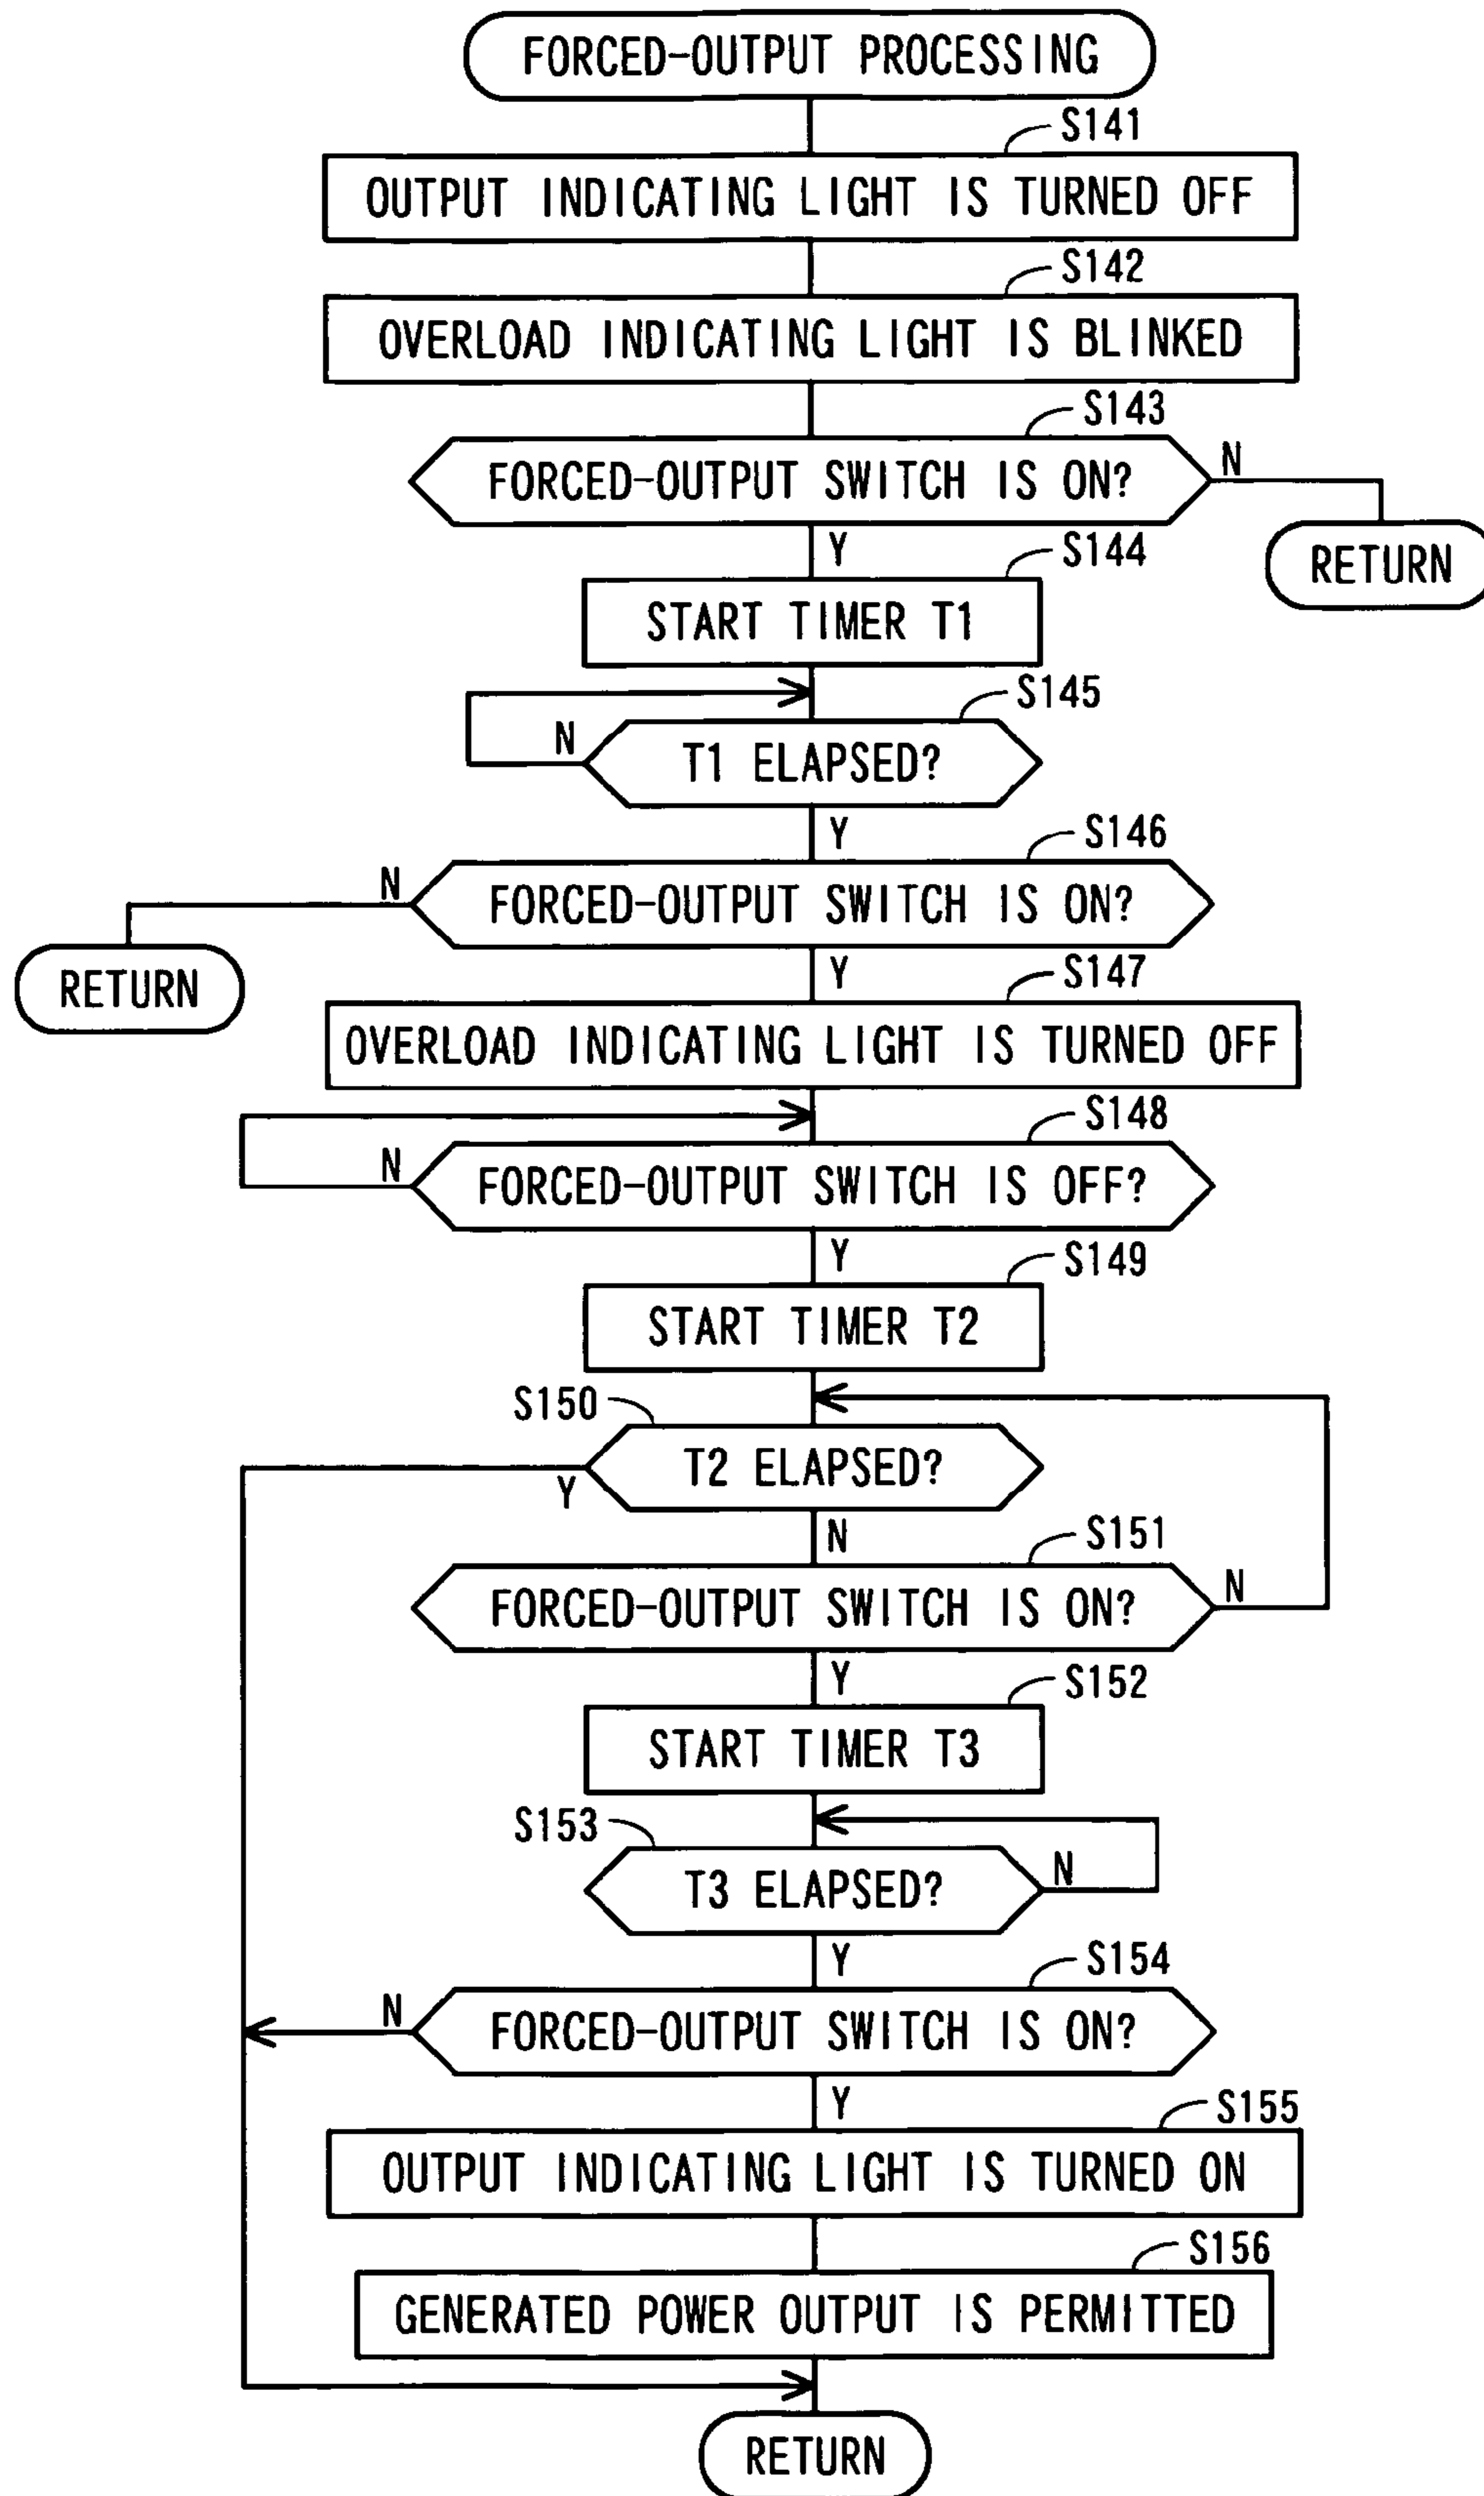 FORCED-OUTPUT PROCESSING
S141
OUTPUT INDICATING LIGHT IS TURNED OFF
S142
OVERLOAD INDICATING LIGHT IS BLINKED
S143
FORCED-OUTPUT SWITCH IS ON?
N
RETURN
Y
S144
START TIMER T1
S145
N
T1 ELAPSED?
Y
S146
N
FORCED-OUTPUT SWITCH IS ON?
RETURN
Y
S147
OVERLOAD INDICATING LIGHT IS TURNED OFF
S148
N
FORCED-OUTPUT SWITCH IS OFF?
Y
S149
START TIMER T2
S150
T2 ELAPSED?
Y
N
S151
FORCED-OUTPUT SWITCH IS ON?
N
Y
S152
START TIMER T3
S153
T3 ELAPSED?
N
Y
S154
N
FORCED-OUTPUT SWITCH IS ON?
Y
S155
OUTPUT INDICATING LIGHT IS TURNED ON
S156
GENERATED POWER OUTPUT IS PERMITTED
RETURN